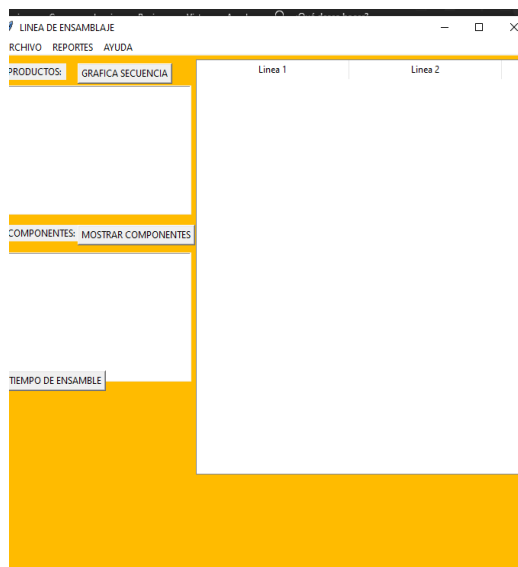 LINEA DE ENSAMBLAJE
RCHIVO REPORTES AYUDA
PRODUCTOS: GRAFICA SECUENCIA
Linea 1 Linea 2
COMPONENTES: MOSTRAR COMPONENTES
TIEMPO DE ENSAMBLE